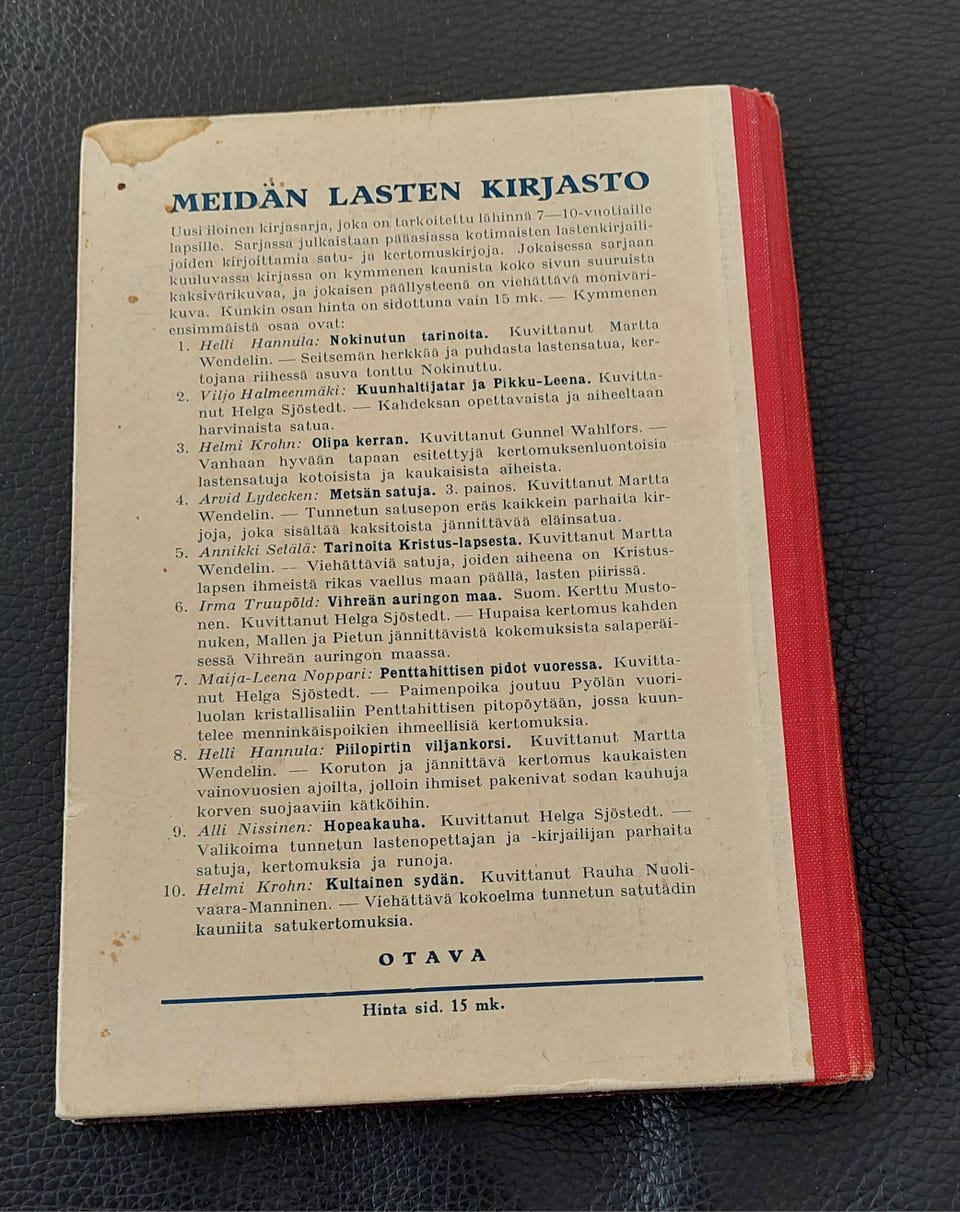 MEIDÄN LASTEN KIRJASTO
Uusi iloinen kirjasarja, joka on tarkoitettu lähinnä 7—10-vuotiaille
lapsille. Sarjassa julkaistaan pääasiassa kotimaisten lastenkirjaili-
joiden kirjoittamia satu- ja kertomuskirjoja. Jokaisessa sarjaan
kuuluvassa kirjassa on kymmenen kaunista koko sivun suuruista
kaksivärikuvaa, ja jokaisen päällysteenä on viehättävä moniväri-
kuva. Kunkin osan hinta on sidottuna vain 15 mk. — Kymmenen
ensimmäistä osaa ovat:
1. Helli Hannula: Nokinutun tarinoita. Kuvittanut Martta
Wendelin. — Seitsemän herkkää ja puhdasta lastensatua, ker-
tojana riihessä asuva tonttu Nokinuttu.
2. Viljo Halmeenmäki: Kuunhaltijatar ja Pikku-Leena. Kuvitta-
nut Helga Sjöstedt. — Kahdeksan opettavaista ja aiheeltaan
harvinaista satua.
3. Helmi Krohn: Olipa kerran. Kuvittanut Gunnel Wahlfors. —
Vanhaan hyvään tapaan esitettyjä kertomuksenluontoisia
lastensatuja kotoisista ja kaukaisista aiheista.
4. Arvid Lydecken: Metsän satuja. 3. painos. Kuvittanut Martta
Wendelin. — Tunnetun satusepon eräs kaikkein parhaita kir-
joja, joka sisältää kaksitoista jännittävää eläinsatua.
5. Annikki Setälä: Tarinoita Kristus-lapsesta. Kuvittanut Martta
Wendelin. — Viehättäviä satuja, joiden aiheena on Kristus-
lapsen ihmeistä rikas vaellus maan päällä, lasten piirissä.
6. Irma Truupõld: Vihreän auringon maa. Suom. Kerttu Musto-
nen. Kuvittanut Helga Sjöstedt. — Hupaisa kertomus kahden
nuken, Mallen ja Pietun jännittävistä kokemuksista salaperäi-
sessä Vihreän auringon maassa.
7. Maija-Leena Noppari: Penttahittisen pidot vuoressa. Kuvitta-
nut Helga Sjöstedt. — Paimenpoika joutuu Pyölän vuori-
luolan kristallisaliin Penttahittisen pitopöytään, jossa kuun-
telee menninkäispoikien ihmeellisiä kertomuksia.
8. Helli Hannula: Piilopirtin viljankorsi. Kuvittanut Martta
Wendelin. — Koruton ja jännittävä kertomus kaukaisten
vainovuosien ajoilta, jolloin ihmiset pakenivat sodan kauhuja
korven suojaaviin kätköihin.
9. Alli Nissinen: Hopeakauha. Kuvittanut Helga Sjöstedt. —
Valikoima tunnetun lastenopettajan ja -kirjailijan parhaita
satuja, kertomuksia ja runoja.
10. Helmi Krohn: Kultainen sydän. Kuvittanut Rauha Nuoli-
vaara-Manninen. — Viehättävä kokoelma tunnetun satutädin
kauniita satukertomuksia.
OTAVA
Hinta sid. 15 mk.